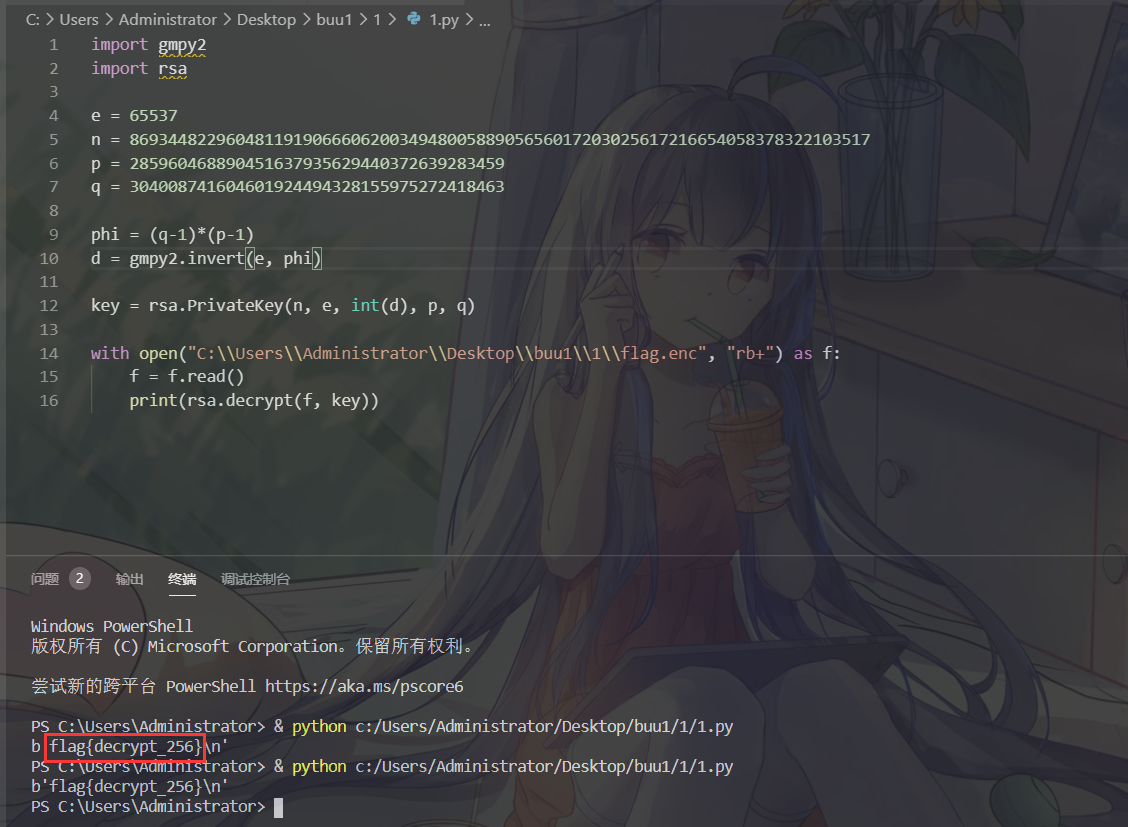 C: > Users > Administrator > Desktop > buu1 > 1 > 1.py > ...
1 import gmpy2
2 import rsa
3
4 e = 65537
5 n = 86934482296048119190666062003494800588905656017203025617216654058378322103517
6 p = 285960468890451637935629440372639283459
7 q = 304008741604601924494328155975272418463
8
9 phi = (q-1)*(p-1)
10 d = gmpy2.invert(e, phi)
11
12 key = rsa.PrivateKey(n, e, int(d), p, q)
13
14 with open("C:\\Users\\Administrator\\Desktop\\buu1\\1\\flag.enc", "rb+") as f:
15 f = f.read()
16 print(rsa.decrypt(f, key))
问题 2 输出 终端 调试控制台
Windows PowerShell
版权所有 (C) Microsoft Corporation。保留所有权利。
尝试新的跨平台 PowerShell https://aka.ms/pscore6
PS C:\Users\Administrator> & python c:/Users/Administrator/Desktop/buu1/1/1.py
b'flag{decrypt_256}\n'
PS C:\Users\Administrator> & python c:/Users/Administrator/Desktop/buu1/1/1.py
b'flag{decrypt_256}\n'
PS C:\Users\Administrator>